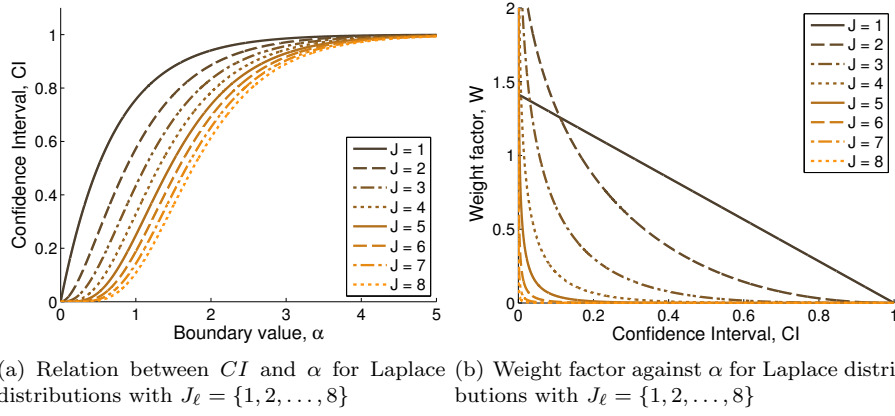 Confidence Interval, CI
1
0.8
0.6
0.4
0.2
0
0 1 2 3 4 5
Boundary value, α
J = 1
J = 2
J = 3
J = 4
J = 5
J = 6
J = 7
J = 8
Weight factor, W
2
1.5
1
0.5
0
0 0.2 0.4 0.6 0.8 1
Confidence Interval, CI
J = 1
J = 2
J = 3
J = 4
J = 5
J = 6
J = 7
J = 8
(a) Relation between CI and α for Laplace
distributions with Jℓ = {1, 2, . . . , 8}
(b) Weight factor against α for Laplace distri
butions with Jℓ = {1, 2, . . . , 8}